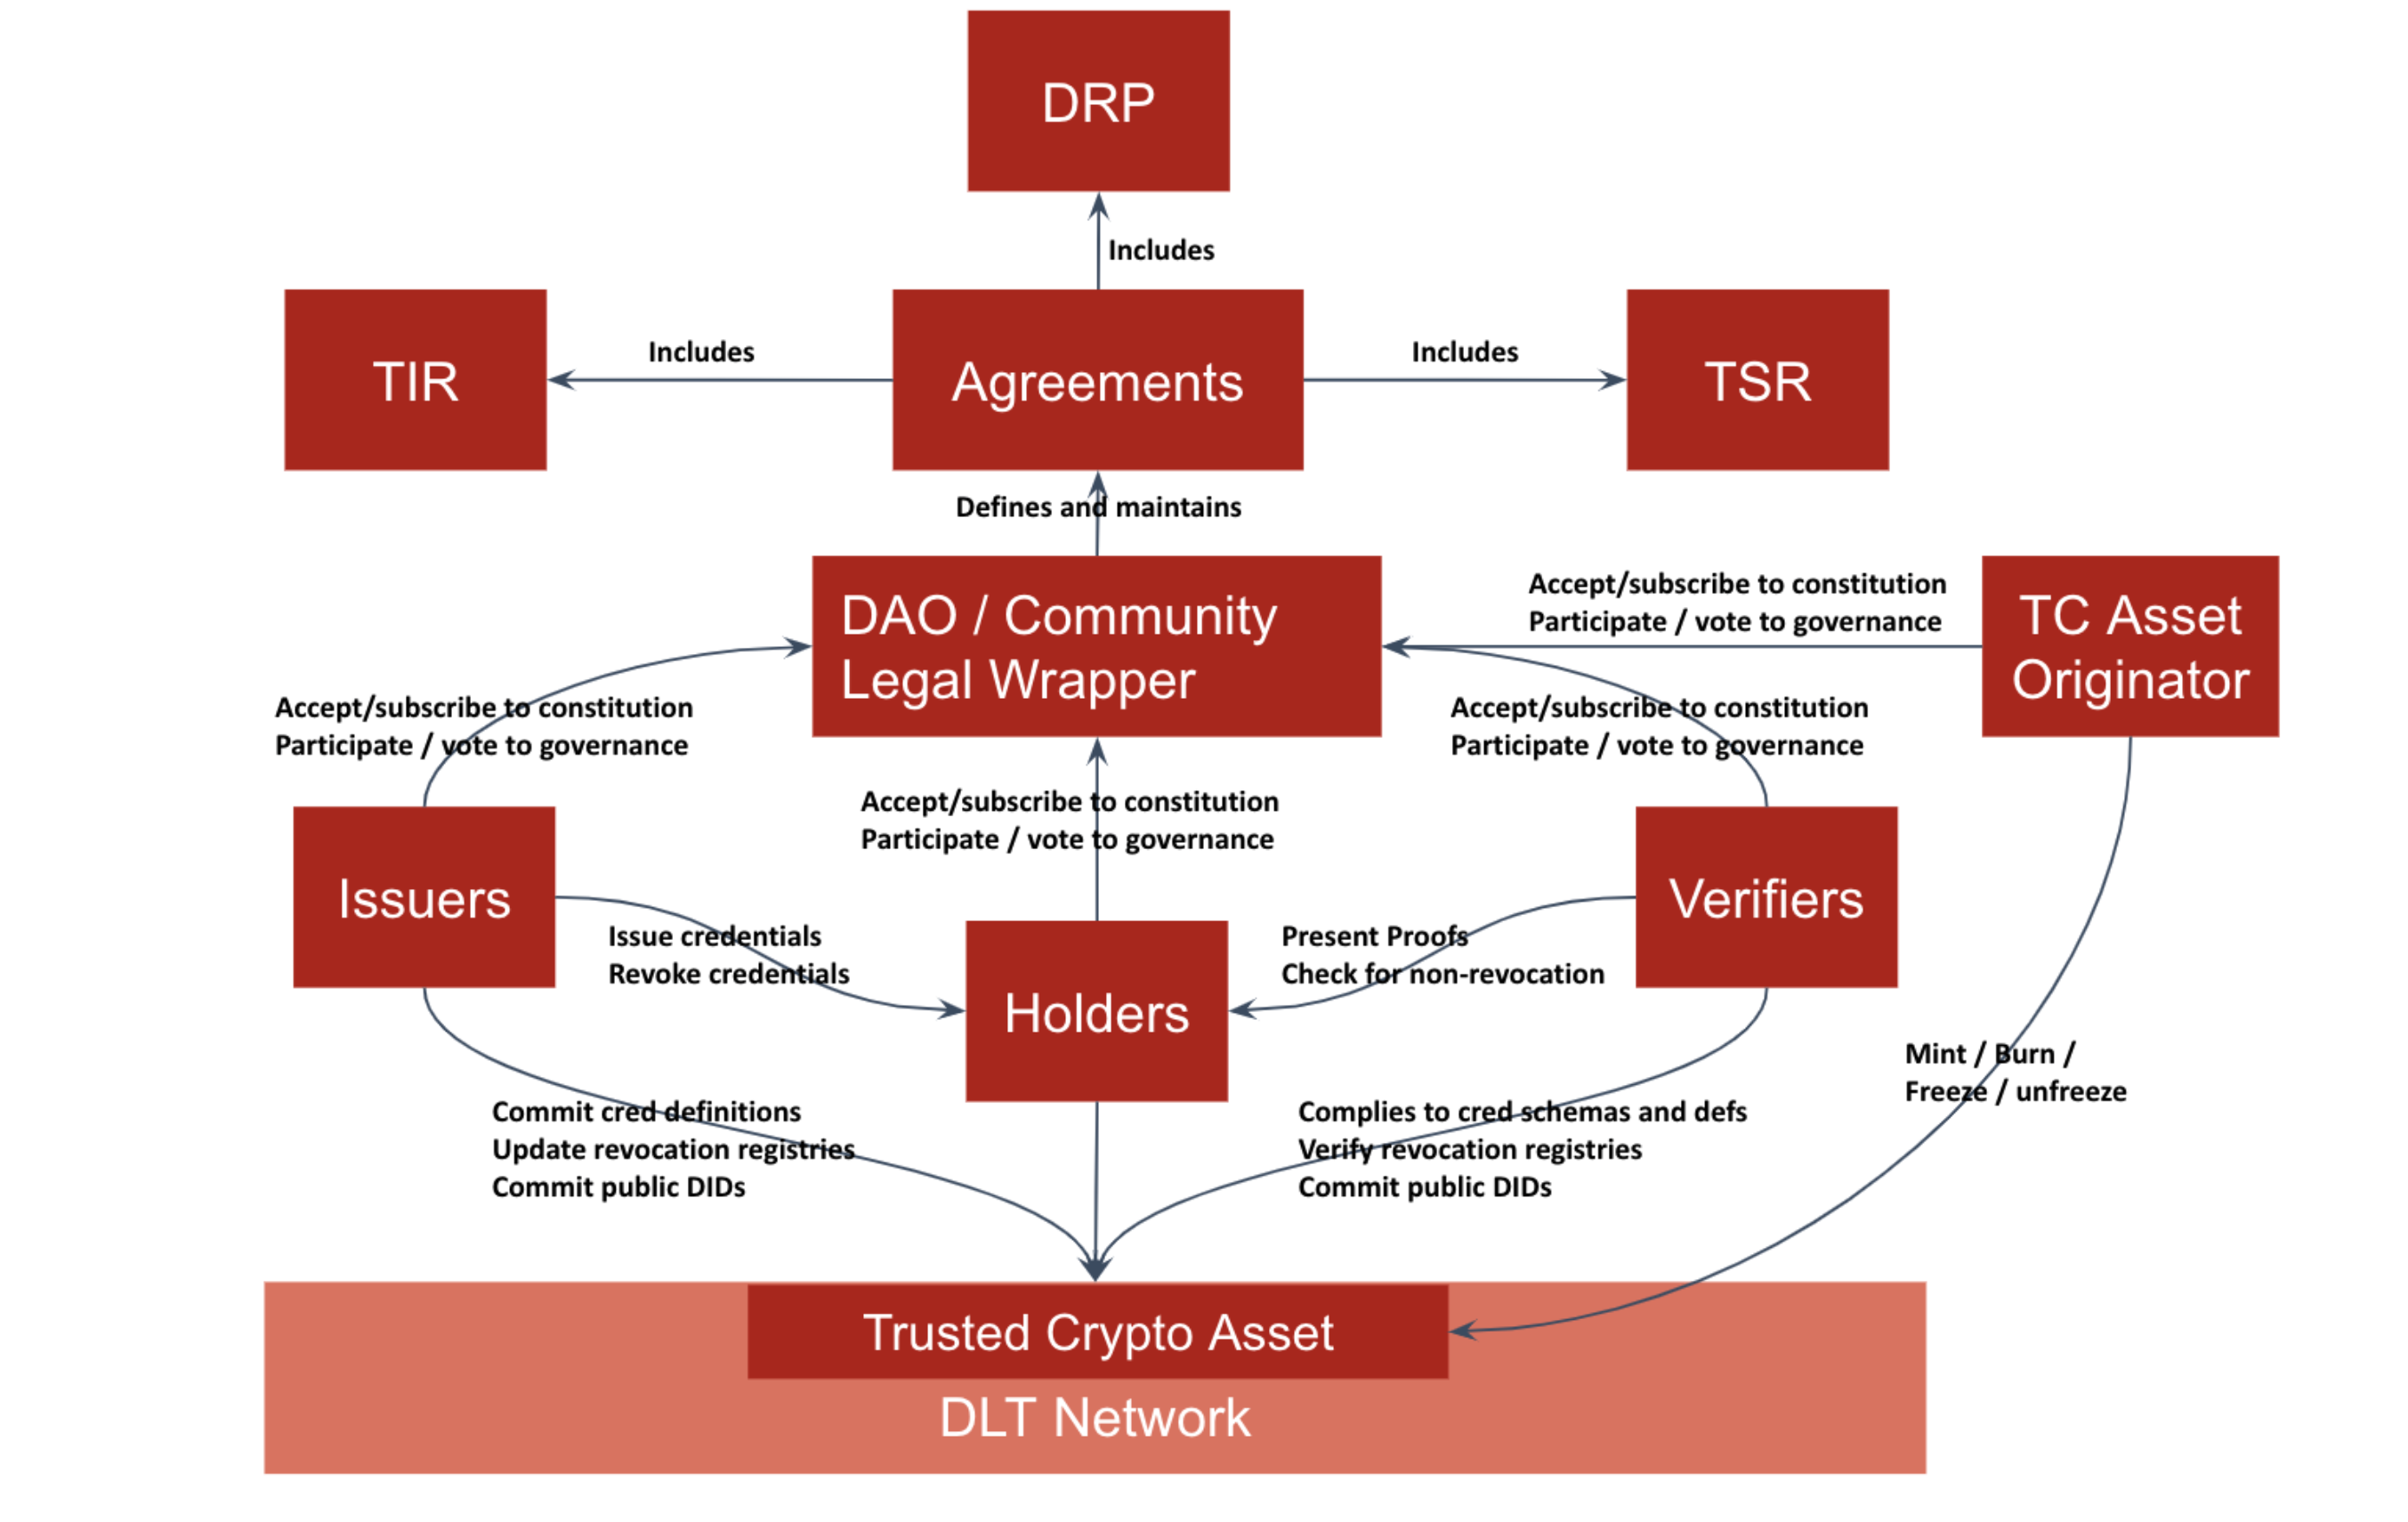 DRP
Includes
TIR
Includes
Agreements
Includes
TSR
Defines and maintains
DAO / Community
Legal Wrapper
Accept/subscribe to constitution
Participate / vote to governance
TC Asset
Originator
Accept/subscribe to constitution
Participate / vote to governance
Accept/subscribe to constitution
Participate / vote to governance
Accept/subscribe to constitution
Participate / vote to governance
Issuers
Verifiers
Issue credentials
Revoke credentials
Holders
Present Proofs
Check for non-revocation
Mint / Burn /
Freeze / unfreeze
Commit cred definitions
Update revocation registries
Commit public DIDs
Complies to cred schemas and defs
Verify revocation registries
Commit public DIDs
Trusted Crypto Asset
DLT Network